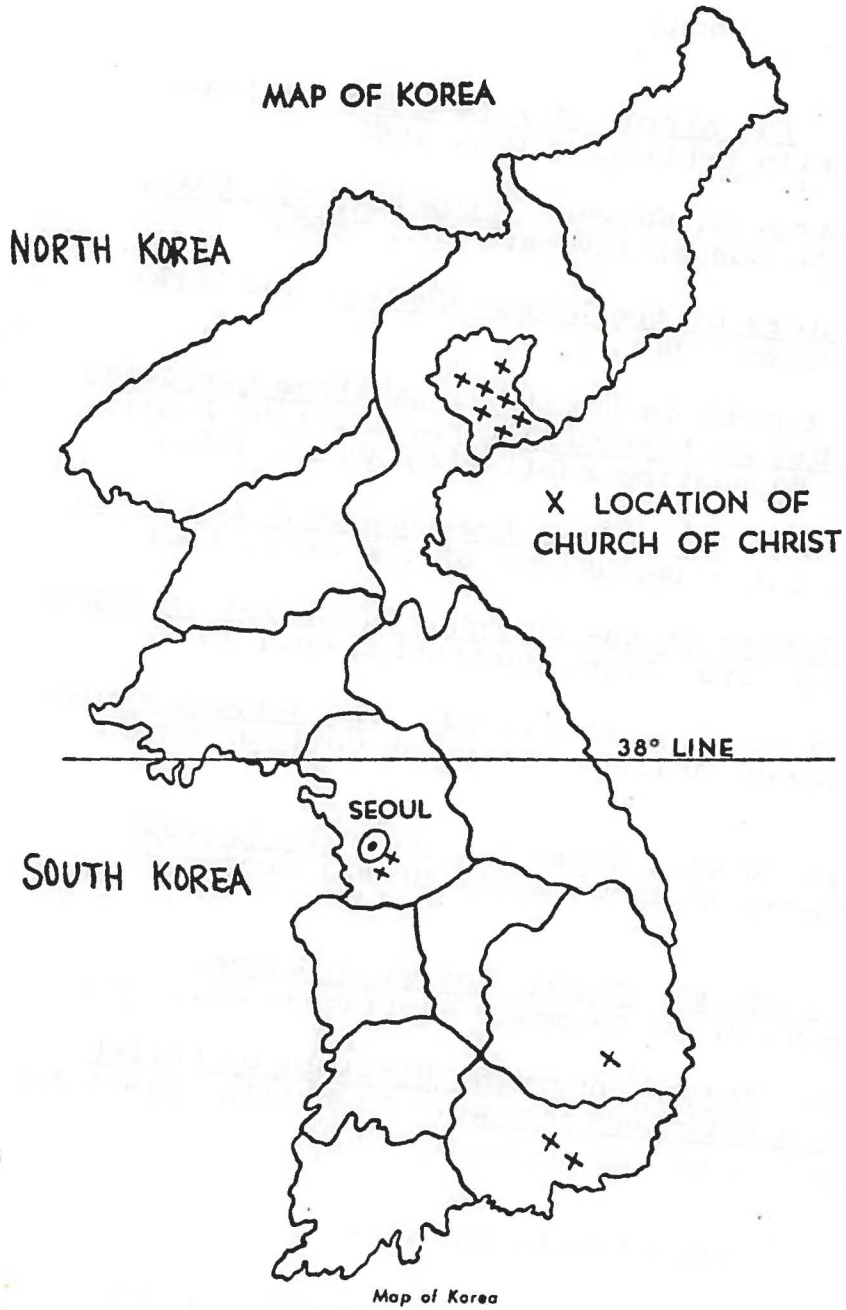 MAP OF KOREA
NORTH KOREA
X LOCATION OF
CHURCH OF CHRIST
38° LINE
SEOUL
SOUTH KOREA
Map of Korea